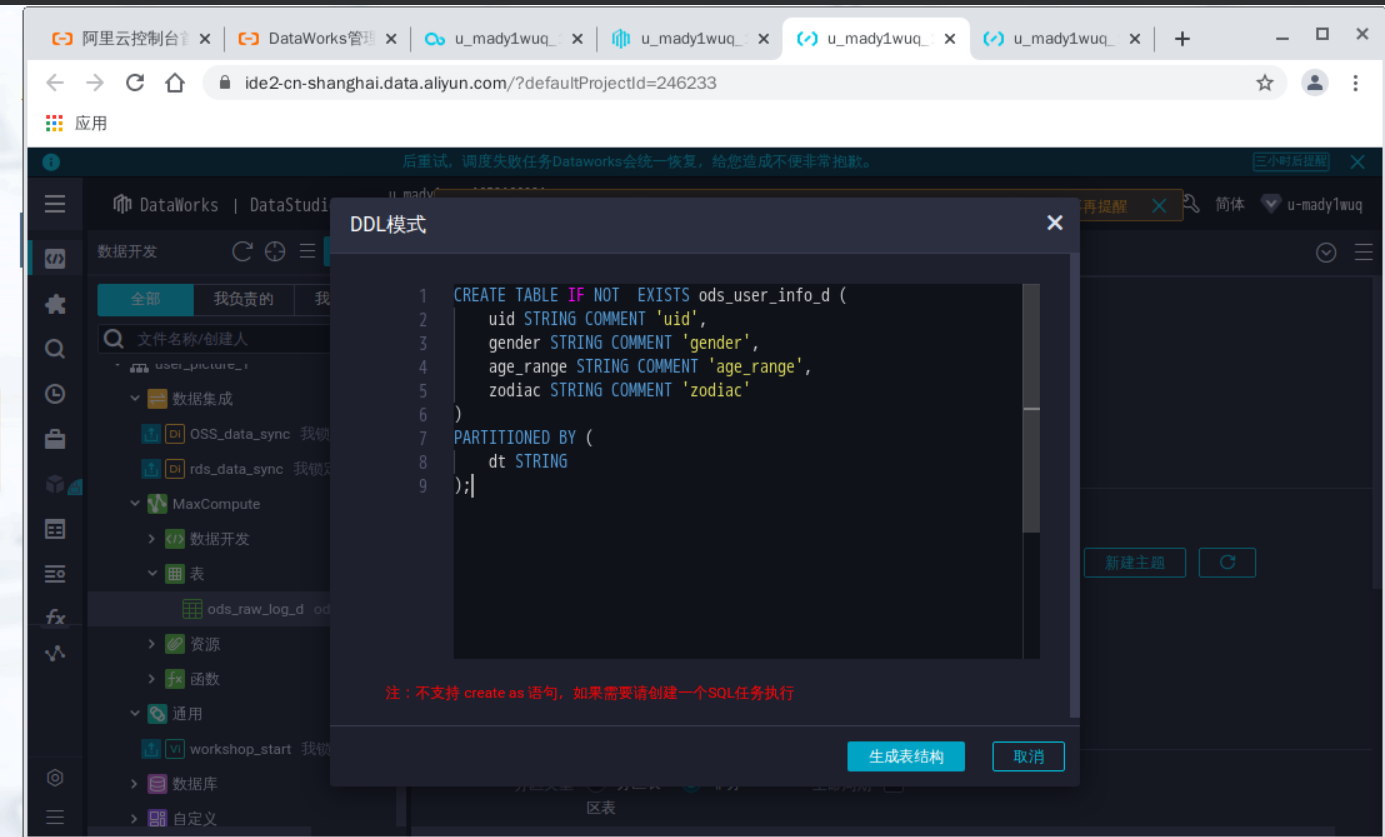 阿里云控制台首
DataWorks管理
u_mady1wuq_
u_mady1wuq_
u_mady1wuq_
u_mady1wuq_
ide2-cn-shanghai.data.aliyun.com/?defaultProjectId=246233
应用
后重试，调度失败任务Dataworks会统一恢复，给您造成不便非常抱歉。
三小时后提醒
DataWorks | DataStudi
再提醒
简体
u-mady1wuq
数据开发
全部
我负责的
我
文件名称/创建人
user_picture_1
数据集成
Di OSS_data_sync 我锁
Di rds_data_sync 我锁定
MaxCompute
数据开发
表
ods_raw_log_d od
资源
函数
通用
Vi workshop_start 我锁
数据库
自定义
DDL模式
1 CREATE TABLE IF NOT  EXISTS ods_user_info_d (
2     uid STRING COMMENT 'uid',
3     gender STRING COMMENT 'gender',
4     age_range STRING COMMENT 'age_range',
5     zodiac STRING COMMENT 'zodiac'
6 )
7 PARTITIONED BY (
8     dt STRING
9 );
注：不支持 create as 语句，如果需要请创建一个SQL任务执行
生成表结构
取消
新建主题
区表